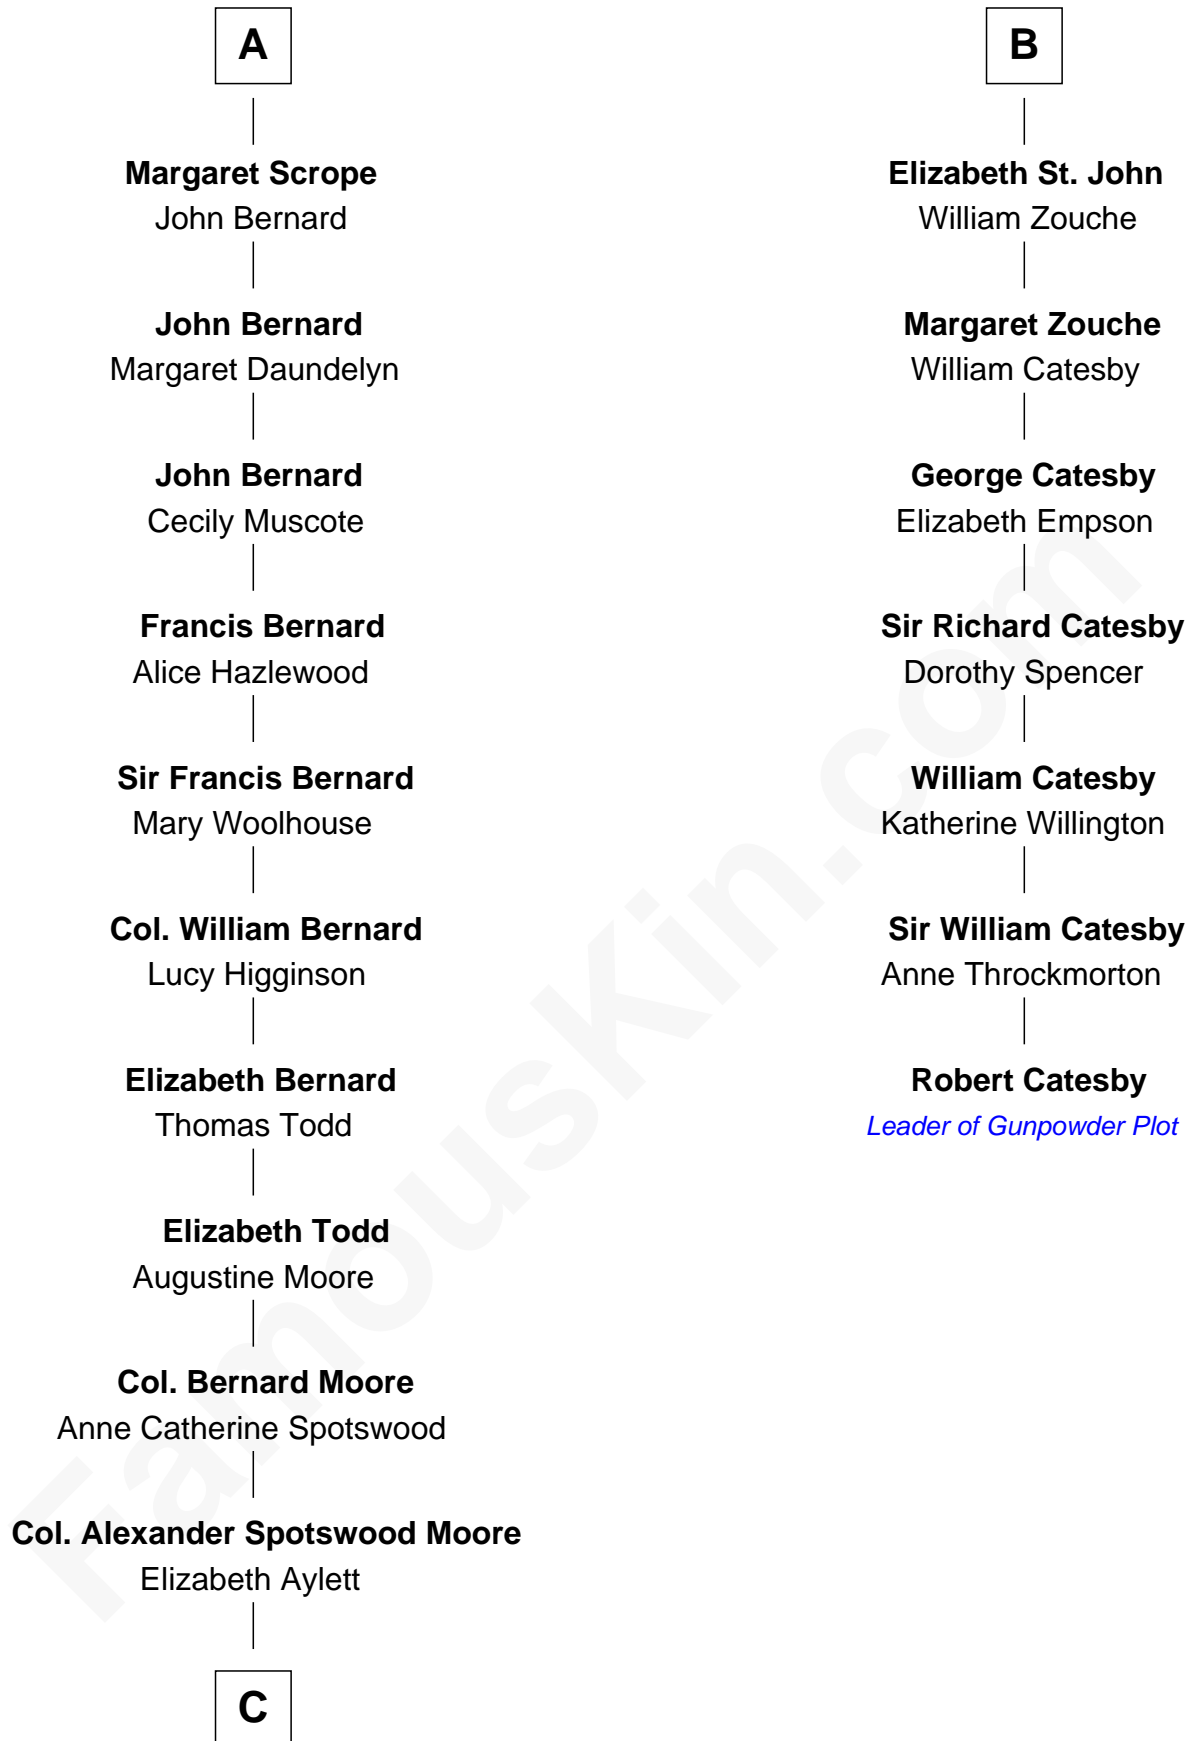 A
Margaret Scrope
John Bernard
John Bernard
Margaret Daundelyn
John Bernard
Cecily Muscote
Francis Bernard
Alice Hazlewood
Sir Francis Bernard
Mary Woolhouse
Col. William Bernard
Lucy Higginson
Elizabeth Bernard
Thomas Todd
Elizabeth Todd
Augustine Moore
Col. Bernard Moore
Anne Catherine Spotswood
Col. Alexander Spotswood Moore
Elizabeth Aylett
C
B
Elizabeth St. John
William Zouche
Margaret Zouche
William Catesby
George Catesby
Elizabeth Empson
Sir Richard Catesby
Dorothy Spencer
William Catesby
Katherine Willington
Sir William Catesby
Anne Throckmorton
Robert Catesby
Leader of Gunpowder Plot
FamousKin.com